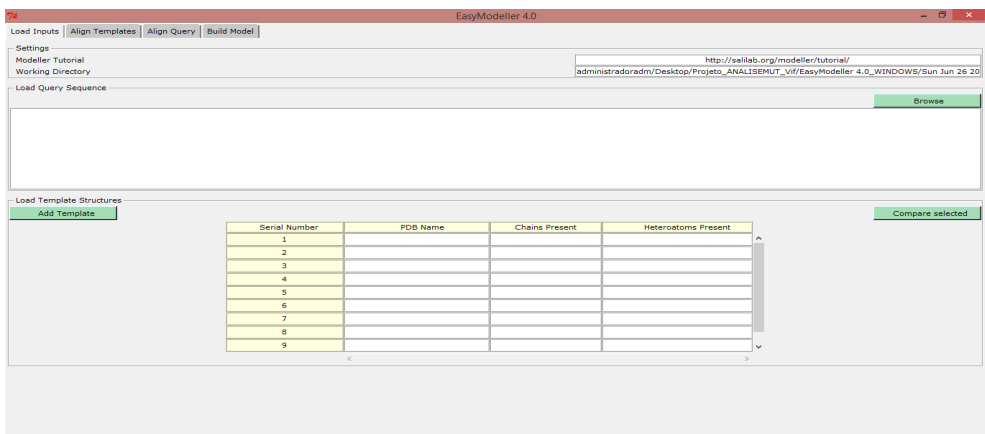 EasyModeller 4.0
Load Inputs Align Templates Align Query Build Model
Settings
Modeller Tutorial http://salilab.org/modeller/tutorial/
Working Directory administradoradm/Desktop/Projeto_ANALISEMUT_Vif/EasyModeller 4.0_WINDOWS/Sun Jun 26 20
Load Query Sequence
Browse
Load Template Structures
Add Template Compare selected
Serial Number PDB Name Chains Present Heteroatoms Present
1
2
3
4
5
6
7
8
9